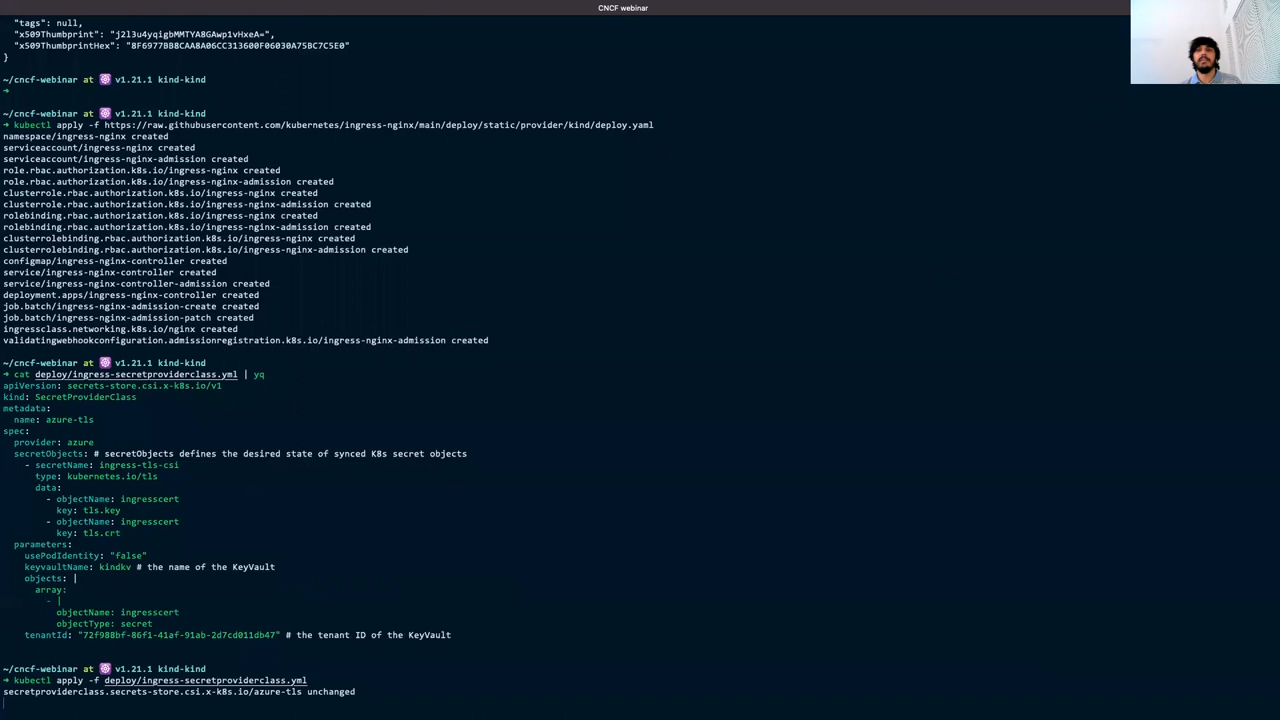 CNCF webinar
"tags": null,
"x509Thumbprint": "j2l3u4yqigbMMTYA8GAwp1vHxeA=",
"x509ThumbprintHex": "8F6977BB8CAA8A06CC313600F06030A75BC7C5E0"
}
~/cncf-webinar at v1.21.1 kind-kind
➜
~/cncf-webinar at v1.21.1 kind-kind
➜ kubectl apply -f https://raw.githubusercontent.com/kubernetes/ingress-nginx/main/deploy/static/provider/kind/deploy.yaml
namespace/ingress-nginx created
serviceaccount/ingress-nginx created
serviceaccount/ingress-nginx-admission created
role.rbac.authorization.k8s.io/ingress-nginx created
role.rbac.authorization.k8s.io/ingress-nginx-admission created
clusterrole.rbac.authorization.k8s.io/ingress-nginx created
clusterrole.rbac.authorization.k8s.io/ingress-nginx-admission created
rolebinding.rbac.authorization.k8s.io/ingress-nginx created
rolebinding.rbac.authorization.k8s.io/ingress-nginx-admission created
clusterrolebinding.rbac.authorization.k8s.io/ingress-nginx created
clusterrolebinding.rbac.authorization.k8s.io/ingress-nginx-admission created
configmap/ingress-nginx-controller created
service/ingress-nginx-controller created
service/ingress-nginx-controller-admission created
deployment.apps/ingress-nginx-controller created
job.batch/ingress-nginx-admission-create created
job.batch/ingress-nginx-admission-patch created
ingressclass.networking.k8s.io/nginx created
validatingwebhookconfiguration.admissionregistration.k8s.io/ingress-nginx-admission created
~/cncf-webinar at v1.21.1 kind-kind
➜ cat deploy/ingress-secretproviderclass.yml | yq
apiVersion: secrets-store.csi.x-k8s.io/v1
kind: SecretProviderClass
metadata:
name: azure-tls
spec:
provider: azure
secretObjects: # secretObjects defines the desired state of synced K8s secret objects
- secretName: ingress-tls-csi
type: kubernetes.io/tls
data:
- objectName: ingresscert
key: tls.key
- objectName: ingresscert
key: tls.crt
parameters:
usePodIdentity: "false"
keyvaultName: kindkv # the name of the KeyVault
objects: |
array:
- |
objectName: ingresscert
objectType: secret
tenantId: "72f988bf-86f1-41af-91ab-2d7cd011db47" # the tenant ID of the KeyVault
~/cncf-webinar at v1.21.1 kind-kind
➜ kubectl apply -f deploy/ingress-secretproviderclass.yml
secretproviderclass.secrets-store.csi.x-k8s.io/azure-tls unchanged